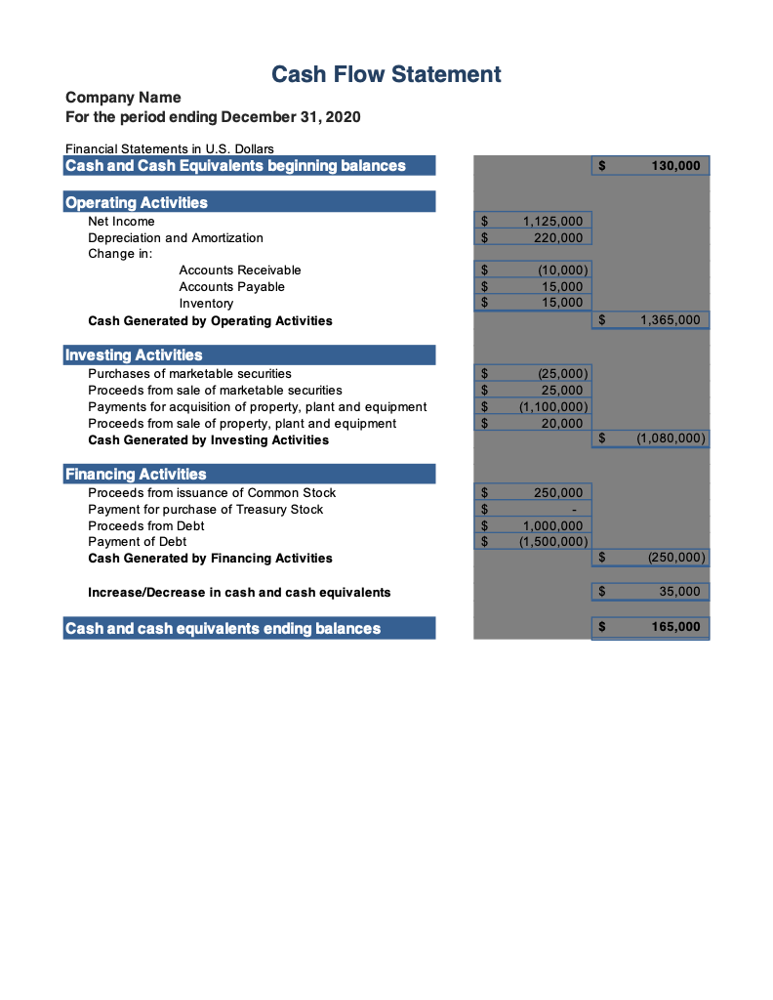 Cash Flow Statement
Company Name
For the period ending December 31, 2020
Financial Statements in U.S. Dollars
Cash and Cash Equivalents beginning balances $ 130,000
Operating Activities
Net Income $ 1,125,000
Depreciation and Amortization $ 220,000
Change in:
Accounts Receivable $ (10,000)
Accounts Payable $ 15,000
Inventory $ 15,000
Cash Generated by Operating Activities $ 1,365,000
Investing Activities
Purchases of marketable securities $ (25,000)
Proceeds from sale of marketable securities $ 25,000
Payments for acquisition of property, plant and equipment $ (1,100,000)
Proceeds from sale of property, plant and equipment $ 20,000
Cash Generated by Investing Activities $ (1,080,000)
Financing Activities
Proceeds from issuance of Common Stock $ 250,000
Payment for purchase of Treasury Stock $ -
Proceeds from Debt $ 1,000,000
Payment of Debt $ (1,500,000)
Cash Generated by Financing Activities $ (250,000)
Increase/Decrease in cash and cash equivalents $ 35,000
Cash and cash equivalents ending balances $ 165,000